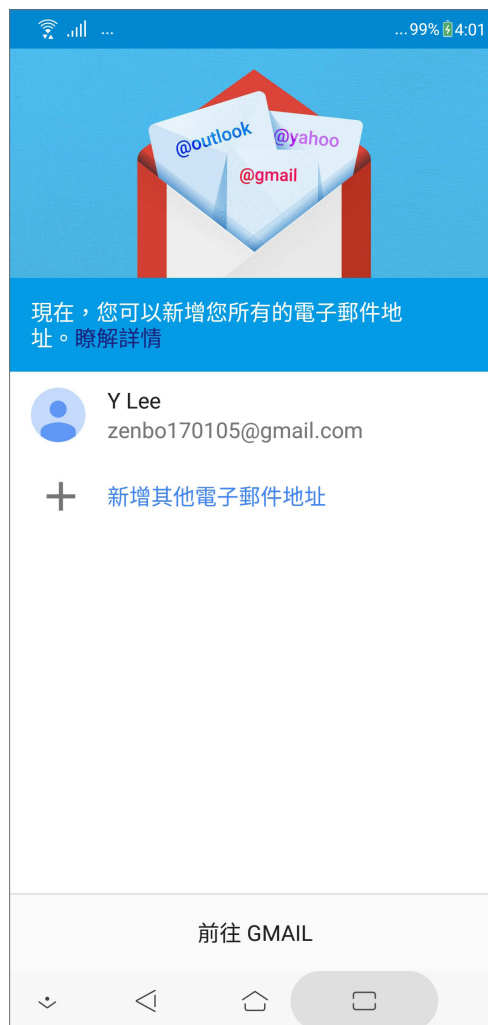 ...
...99% 4:01
@outlook
@yahoo
@gmail
現在，您可以新增您所有的電子郵件地
址。瞭解詳情
Y Lee
zenbo170105@gmail.com
新增其他電子郵件地址
前往 GMAIL